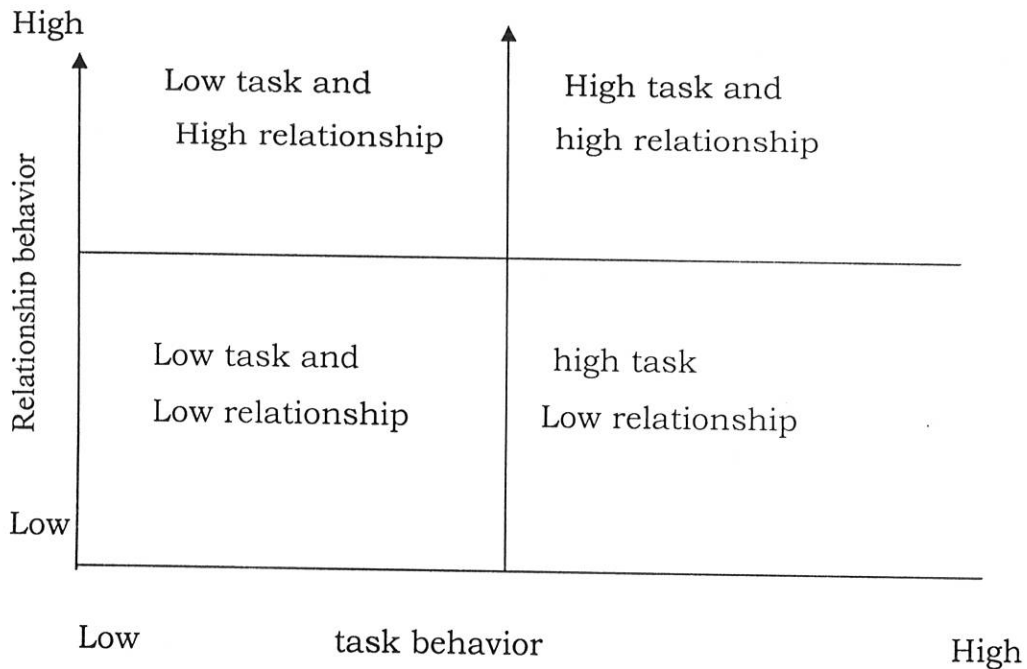 High
Low task and
High relationship
High task and
high relationship
Relationship behavior
Low task and
Low relationship
high task
Low relationship
Low
Low
task behavior
High